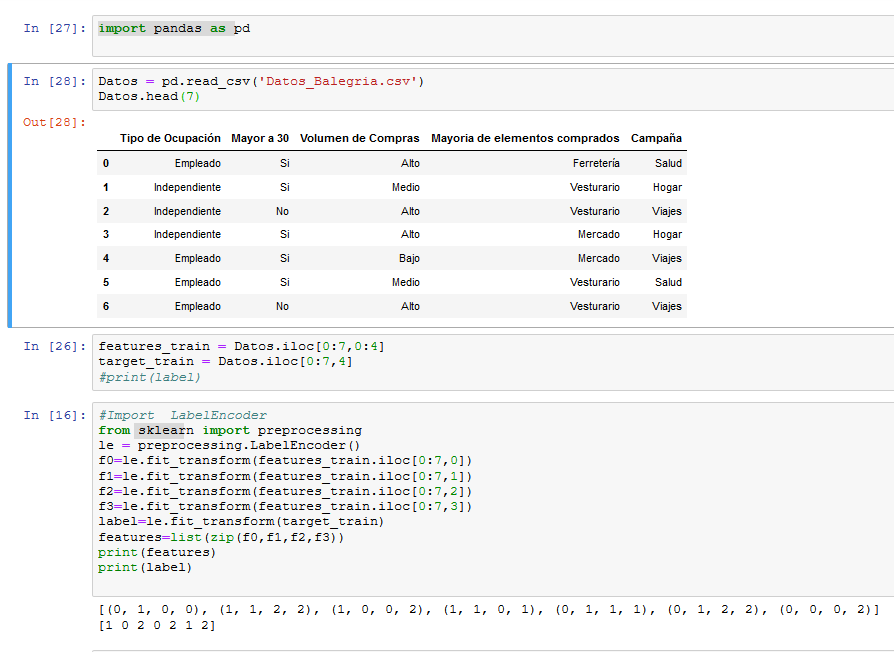 In [27]: import pandas as pd
In [28]: Datos = pd.read_csv('Datos_Balegria.csv')
Datos.head(7)
Out[28]:
Tipo de Ocupación Mayor a 30 Volumen de Compras Mayoria de elementos comprados Campaña
0 Empleado Si Alto Ferretería Salud
1 Independiente Si Medio Vesturario Hogar
2 Independiente No Alto Vesturario Viajes
3 Independiente Si Alto Mercado Hogar
4 Empleado Si Bajo Mercado Viajes
5 Empleado Si Medio Vesturario Salud
6 Empleado No Alto Vesturario Viajes
In [26]: features_train = Datos.iloc[0:7,0:4]
target_train = Datos.iloc[0:7,4]
#print(label)
In [16]: #Import LabelEncoder
from sklearn import preprocessing
le = preprocessing.LabelEncoder()
f0=le.fit_transform(features_train.iloc[0:7,0])
f1=le.fit_transform(features_train.iloc[0:7,1])
f2=le.fit_transform(features_train.iloc[0:7,2])
f3=le.fit_transform(features_train.iloc[0:7,3])
label=le.fit_transform(target_train)
features=list(zip(f0,f1,f2,f3))
print(features)
print(label)
[(0, 1, 0, 0), (1, 1, 2, 2), (1, 0, 0, 2), (1, 1, 0, 1), (0, 1, 1, 1), (0, 1, 2, 2), (0, 0, 0, 2)]
[1 0 2 0 2 1 2]